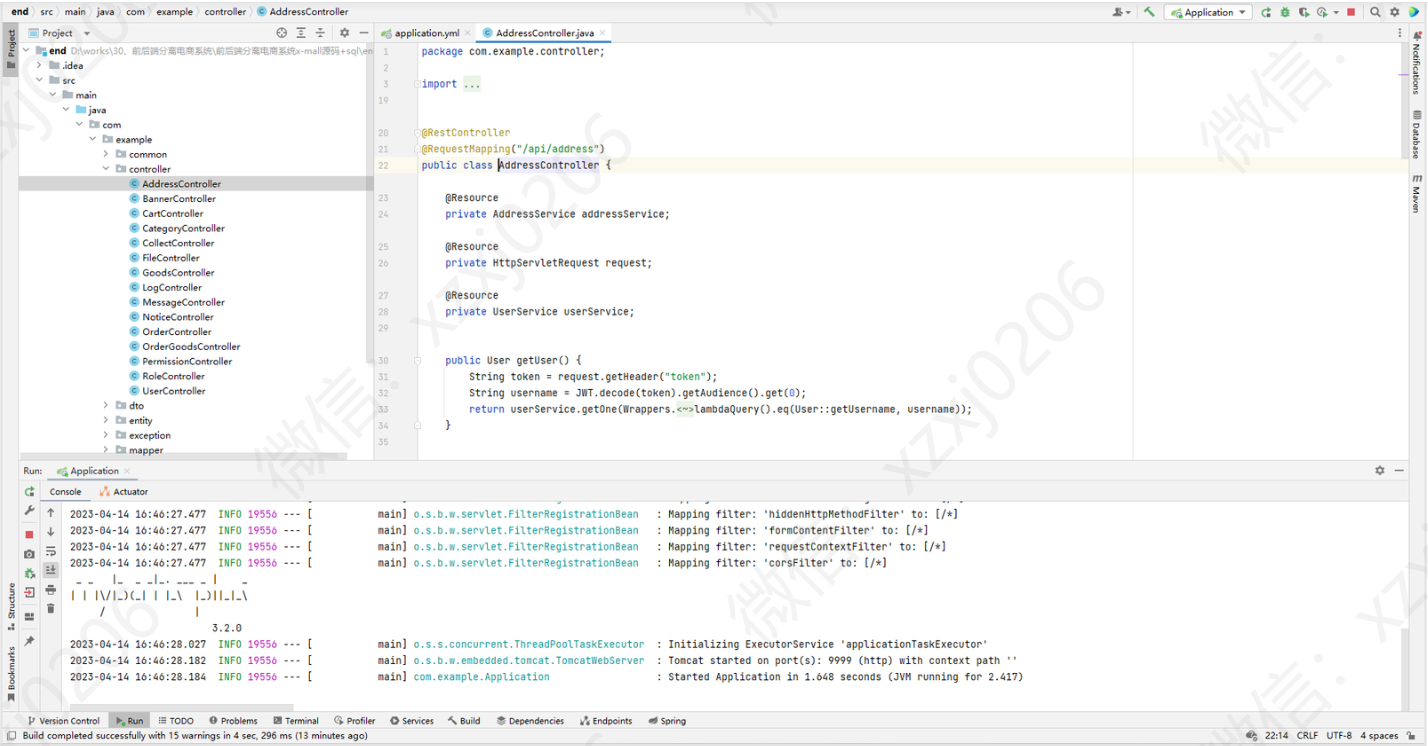 end src main java com example controller AddressController
Application
Project
Project
end D:\works\30、前后端分离电商系统\前后端分离电商系统x-mall源码+sql\en
.idea
src
main
java
com
example
common
controller
AddressController
BannerController
CartController
CategoryController
CollectController
FileController
GoodsController
LogController
MessageController
NoticeController
OrderController
OrderGoodsController
PermissionController
RoleController
UserController
dto
entity
exception
mapper
application.yml AddressController.java
1 package com.example.controller;
2
3 import ...
19
20 @RestController
21 @RequestMapping("/api/address")
22 public class AddressController {
23 @Resource
24 private AddressService addressService;
25 @Resource
26 private HttpServletRequest request;
27 @Resource
28 private UserService userService;
29
30 public User getUser() {
31 String token = request.getHeader("token");
32 String username = JWT.decode(token).getAudience().get(0);
33 return userService.getOne(Wrappers.<~>lambdaQuery().eq(User::getUsername, username));
34 }
35
Notifications
Database
m Maven
Run: Application
Console Actuator
2023-04-14 16:46:27.477 INFO 19556 --- [ main] o.s.b.w.servlet.FilterRegistrationBean : Mapping filter: 'hiddenHttpMethodFilter' to: [/*]
2023-04-14 16:46:27.477 INFO 19556 --- [ main] o.s.b.w.servlet.FilterRegistrationBean : Mapping filter: 'formContentFilter' to: [/*]
2023-04-14 16:46:27.477 INFO 19556 --- [ main] o.s.b.w.servlet.FilterRegistrationBean : Mapping filter: 'requestContextFilter' to: [/*]
2023-04-14 16:46:27.477 INFO 19556 --- [ main] o.s.b.w.servlet.FilterRegistrationBean : Mapping filter: 'corsFilter' to: [/*]
_ _ |_ _ _|_. ___ _ | _
| | |\/|_)(_| | |_\ |_)||_|_\
/ |
3.2.0
2023-04-14 16:46:28.027 INFO 19556 --- [ main] o.s.s.concurrent.ThreadPoolTaskExecutor : Initializing ExecutorService 'applicationTaskExecutor'
2023-04-14 16:46:28.182 INFO 19556 --- [ main] o.s.b.w.embedded.tomcat.TomcatWebServer : Tomcat started on port(s): 9999 (http) with context path ''
2023-04-14 16:46:28.184 INFO 19556 --- [ main] com.example.Application : Started Application in 1.648 seconds (JVM running for 2.417)
Structure
Bookmarks
Version Control Run TODO Problems Terminal Profiler Services Build Dependencies Endpoints Spring
Build completed successfully with 15 warnings in 4 sec, 296 ms (13 minutes ago) 22:14 CRLF UTF-8 4 spaces
微信：xzxj0206
微信：xzxj0206
微信：
微信：